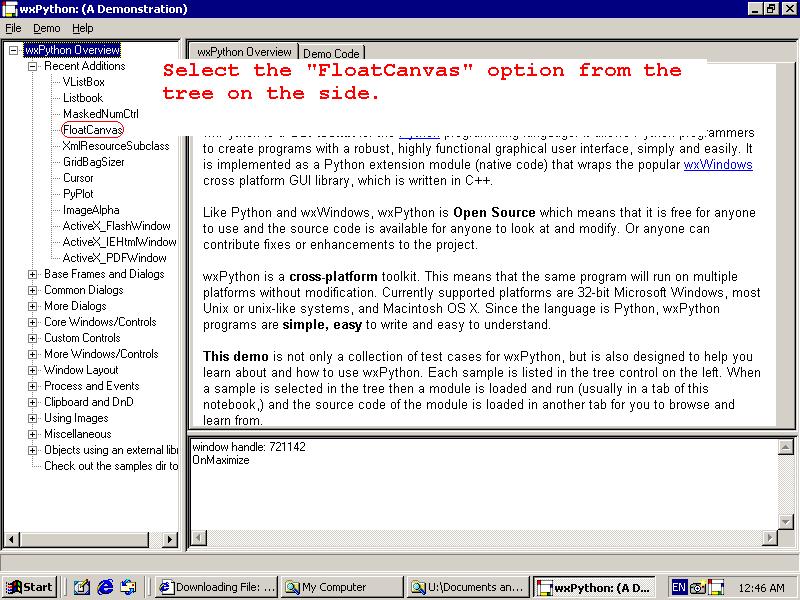 wxPython: (A Demonstration)
File Demo Help
wxPython Overview
Recent Additions
VListBox
Listbook
MaskedNumCtrl
FloatCanvas
XmlResourceSubclass
GridBagSizer
Cursor
PyPlot
ImageAlpha
ActiveX_FlashWindow
ActiveX_IEHtmlWindow
ActiveX_PDFWindow
Base Frames and Dialogs
Common Dialogs
More Dialogs
Core Windows/Controls
Custom Controls
More Windows/Controls
Window Layout
Process and Events
Clipboard and DnD
Using Images
Miscellaneous
Objects using an external libr
Check out the samples dir to
wxPython Overview Demo Code
Select the "FloatCanvas" option from the
tree on the side.
programming language. It allows Python programmers
to create programs with a robust, highly functional graphical user interface, simply and easily. It
is implemented as a Python extension module (native code) that wraps the popular wxWindows
cross platform GUI library, which is written in C++.
Like Python and wxWindows, wxPython is Open Source which means that it is free for anyone
to use and the source code is available for anyone to look at and modify. Or anyone can
contribute fixes or enhancements to the project.
wxPython is a cross-platform toolkit. This means that the same program will run on multiple
platforms without modification. Currently supported platforms are 32-bit Microsoft Windows, most
Unix or unix-like systems, and Macintosh OS X. Since the language is Python, wxPython
programs are simple, easy to write and easy to understand.
This demo is not only a collection of test cases for wxPython, but is also designed to help you
learn about and how to use wxPython. Each sample is listed in the tree control on the left. When
a sample is selected in the tree then a module is loaded and run (usually in a tab of this
notebook,) and the source code of the module is loaded in another tab for you to browse and
learn from.
window handle: 721142
OnMaximize
Start Downloading File: ... My Computer U:\Documents an... wxPython: (A D... EN 12:46 AM